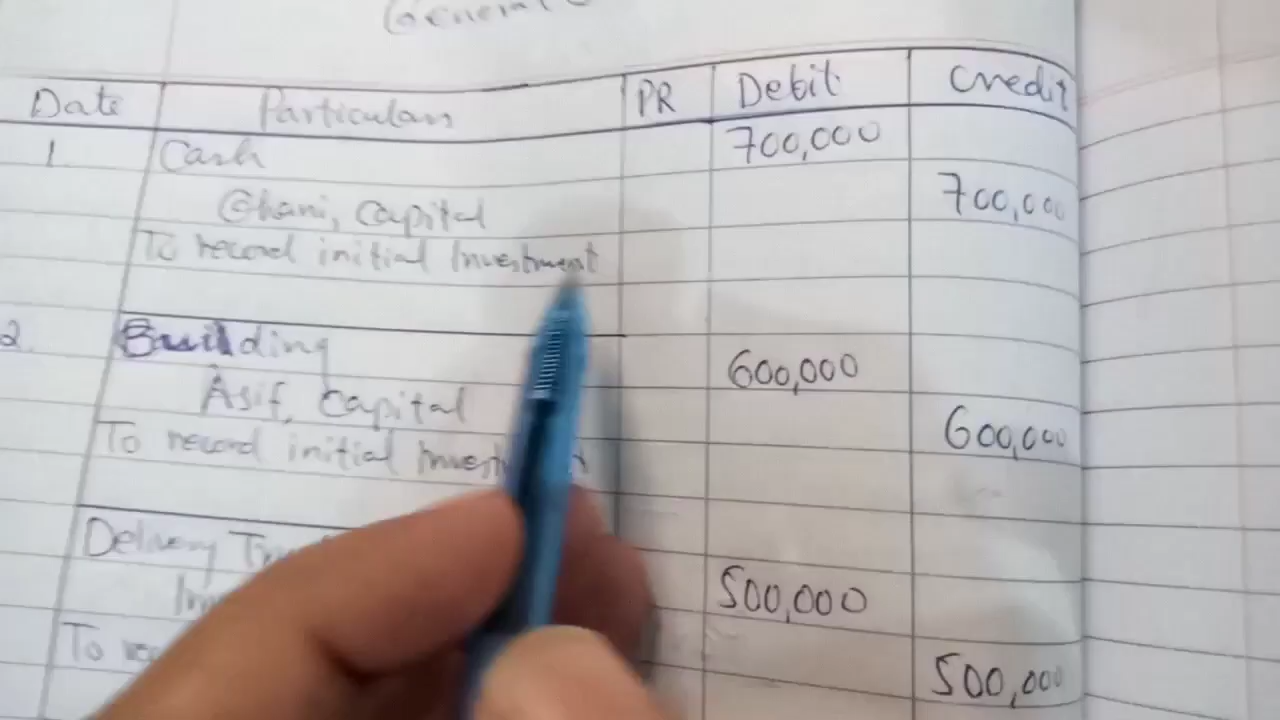 General
Date Particulars PR Debit Credit
1 Cash 700,000
Ghani, Capital 700,000
To record initial Investment
2 Building 600,000
Asif, Capital 600,000
To record initial
Delivery 500,000
500,000
To